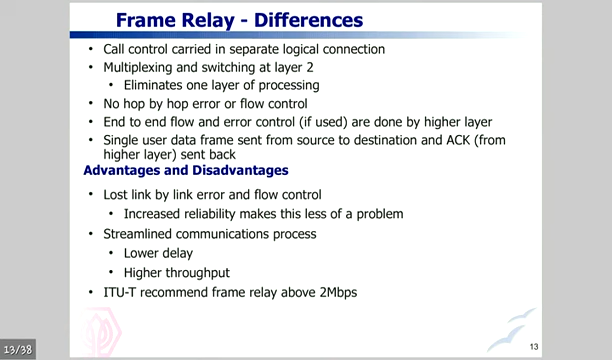 Frame Relay - Differences
• Call control carried in separate logical connection
• Multiplexing and switching at layer 2
• Eliminates one layer of processing
• No hop by hop error or flow control
• End to end flow and error control (if used) are done by higher layer
• Single user data frame sent from source to destination and ACK (from
higher layer) sent back
Advantages and Disadvantages
• Lost link by link error and flow control
• Increased reliability makes this less of a problem
• Streamlined communications process
• Lower delay
• Higher throughput
• ITU-T recommend frame relay above 2Mbps
13
13/38